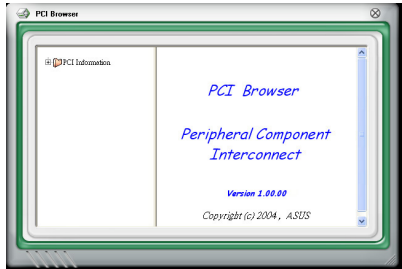 PCI Browser
PCI Information
PCI Browser
Peripheral Component
Interconnect
Version 1.00.00
Copyright (c) 2004 , ASUS